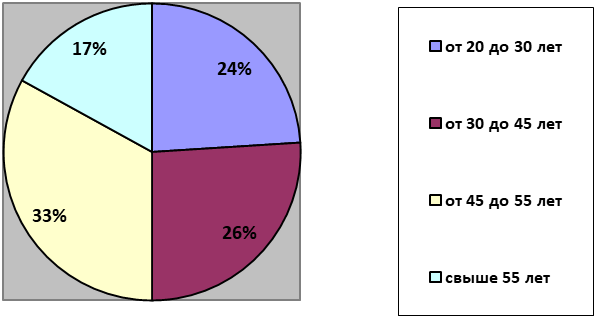 17%
24%
33%
26%
от 20 до 30 лет
от 30 до 45 лет
от 45 до 55 лет
свыше 55 лет